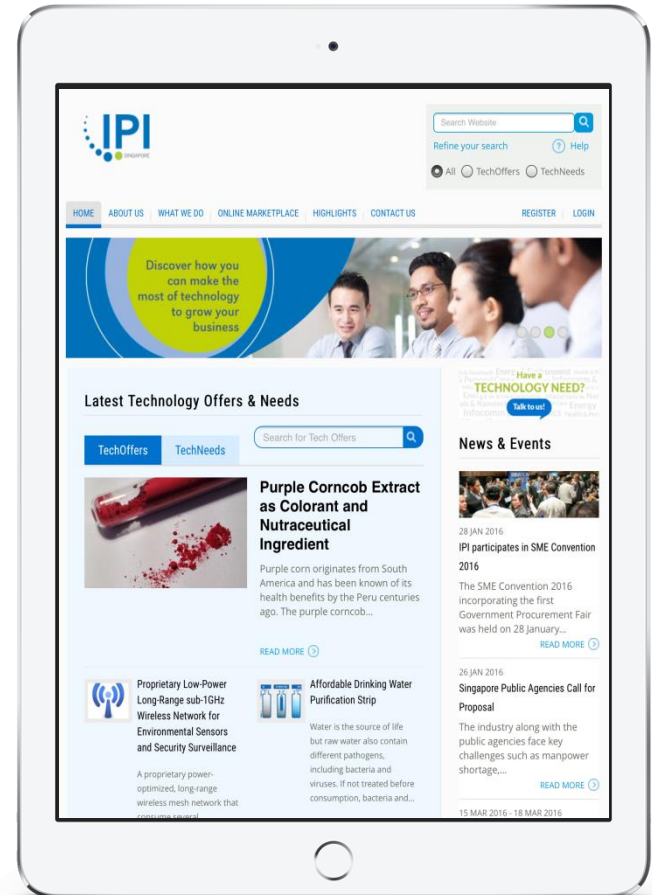 IPI
SINGAPORE
Search Website
Refine your search
? Help
All TechOffers TechNeeds
HOME ABOUT US WHAT WE DO ONLINE MARKETPLACE HIGHLIGHTS CONTACT US REGISTER LOGIN
Discover how you
can make the
most of technology
to grow your
business
Latest Technology Offers & Needs
TechOffers TechNeeds Search for Tech Offers
Purple Corncob Extract
as Colorant and
Nutraceutical
Ingredient
Purple corn originates from South
America and has been known of its
health benefits by the Peru centuries
ago. The purple corncob...
READ MORE
Proprietary Low-Power
Long-Range sub-1GHz
Wireless Network for
Environmental Sensors
and Security Surveillance
A proprietary power-
optimized, long-range
wireless mesh network that
consume several
Affordable Drinking Water
Purification Strip
Water is the source of life
but raw water also contain
different pathogens,
including bacteria and
viruses. If not treated before
consumption, bacteria and...
Have a
TECHNOLOGY NEED?
Talk to us!
News & Events
28 JAN 2016
IPI participates in SME Convention
2016
The SME Convention 2016
incorporating the first
Government Procurement Fair
was held on 28 January...
READ MORE
26 JAN 2016
Singapore Public Agencies Call for
Proposal
The industry along with the
public agencies face key
challenges such as manpower
shortage,...
READ MORE
15 MAR 2016 - 18 MAR 2016